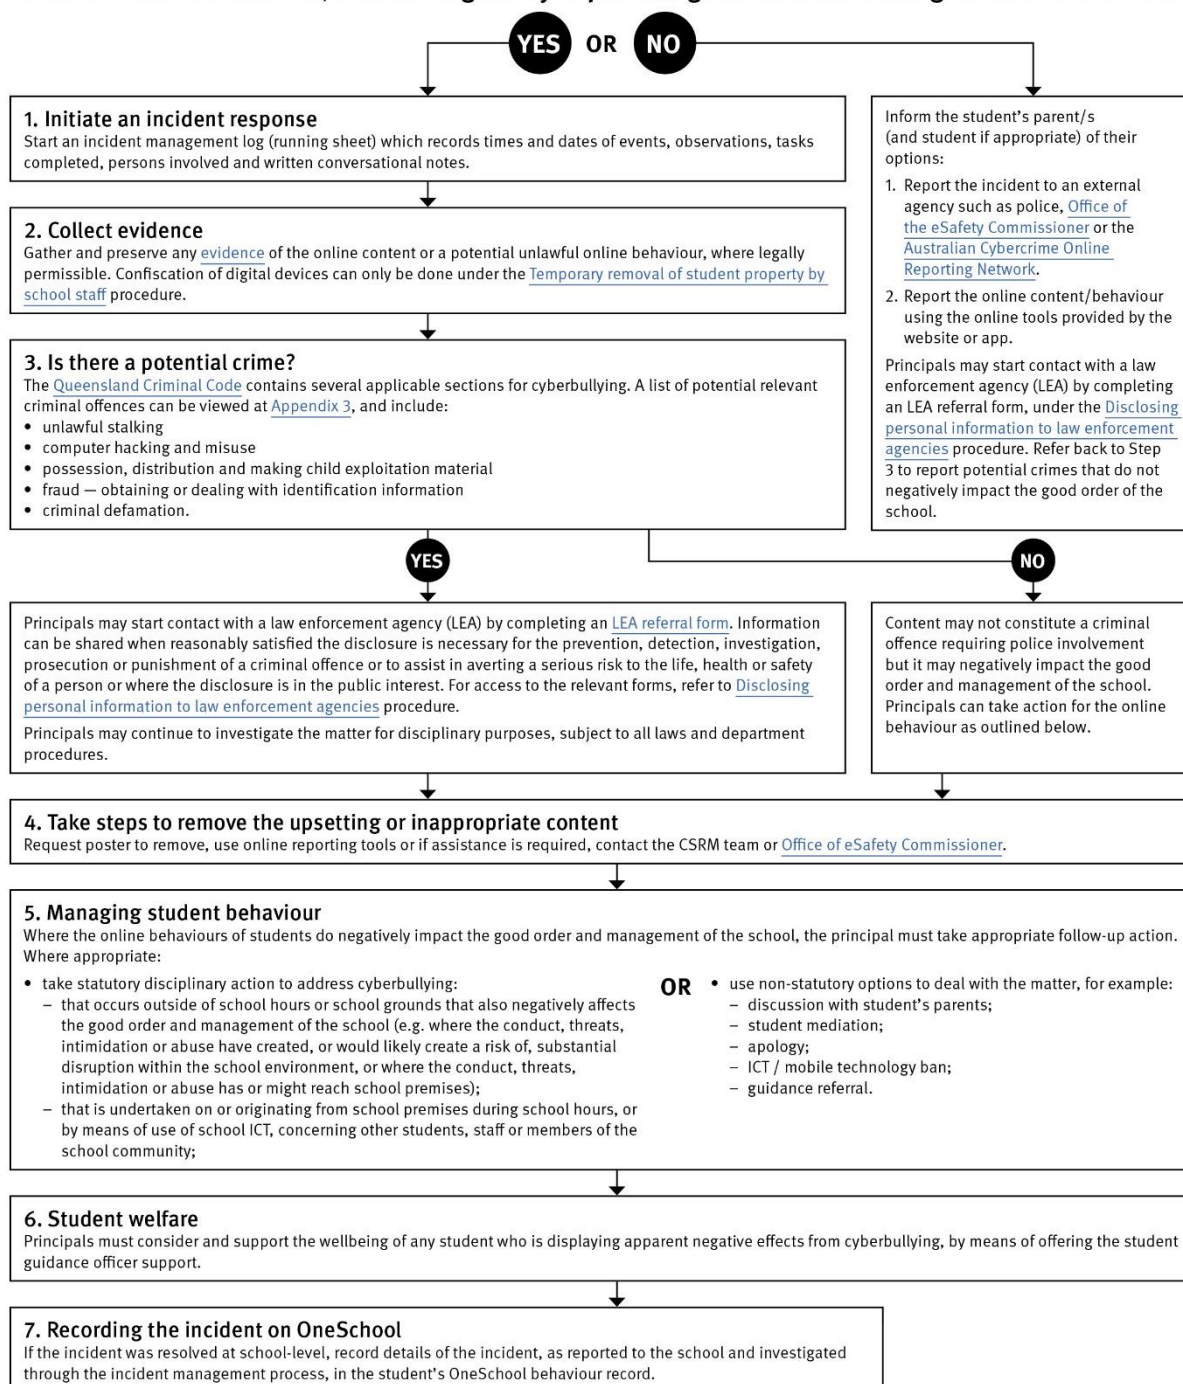 YES OR NO
1. Initiate an incident response
Start an incident management log (running sheet) which records times and dates of events, observations, tasks
completed, persons involved and written conversational notes.
2. Collect evidence
Gather and preserve any evidence of the online content or a potential unlawful online behaviour, where legally
permissible. Confiscation of digital devices can only be done under the Temporary removal of student property by
school staff procedure.
3. Is there a potential crime?
The Queensland Criminal Code contains several applicable sections for cyberbullying. A list of potential relevant
criminal offences can be viewed at Appendix 3, and include:
• unlawful stalking
• computer hacking and misuse
• possession, distribution and making child exploitation material
• fraud — obtaining or dealing with identification information
• criminal defamation.
Inform the student's parent/s
(and student if appropriate) of their
options:
1. Report the incident to an external
agency such as police, Office of
the eSafety Commissioner or the
Australian Cybercrime Online
Reporting Network.
2. Report the online content/behaviour
using the online tools provided by the
website or app.
Principals may start contact with a law
enforcement agency (LEA) by completing
an LEA referral form, under the Disclosing
personal information to law enforcement
agencies procedure. Refer back to Step
3 to report potential crimes that do not
negatively impact the good order of the
school.
YES
NO
Principals may start contact with a law enforcement agency (LEA) by completing an LEA referral form. Information
can be shared when reasonably satisfied the disclosure is necessary for the prevention, detection, investigation,
prosecution or punishment of a criminal offence or to assist in averting a serious risk to the life, health or safety
of a person or where the disclosure is in the public interest. For access to the relevant forms, refer to Disclosing
personal information to law enforcement agencies procedure.
Principals may continue to investigate the matter for disciplinary purposes, subject to all laws and department
procedures.
Content may not constitute a criminal
offence requiring police involvement
but it may negatively impact the good
order and management of the school.
Principals can take action for the online
behaviour as outlined below.
4. Take steps to remove the upsetting or inappropriate content
Request poster to remove, use online reporting tools or if assistance is required, contact the CSRM team or Office of eSafety Commissioner.
5. Managing student behaviour
Where the online behaviours of students do negatively impact the good order and management of the school, the principal must take appropriate follow-up action.
Where appropriate:
• take statutory disciplinary action to address cyberbullying:
– that occurs outside of school hours or school grounds that also negatively affects
the good order and management of the school (e.g. where the conduct, threats,
intimidation or abuse have created, or would likely create a risk of, substantial
disruption within the school environment, or where the conduct, threats,
intimidation or abuse has or might reach school premises);
– that is undertaken on or originating from school premises during school hours, or
by means of use of school ICT, concerning other students, staff or members of the
school community;
OR
• use non-statutory options to deal with the matter, for example:
– discussion with student's parents;
– student mediation;
– apology;
– ICT / mobile technology ban;
– guidance referral.
6. Student welfare
Principals must consider and support the wellbeing of any student who is displaying apparent negative effects from cyberbullying, by means of offering the student
guidance officer support.
7. Recording the incident on OneSchool
If the incident was resolved at school-level, record details of the incident, as reported to the school and investigated
through the incident management process, in the student's OneSchool behaviour record.